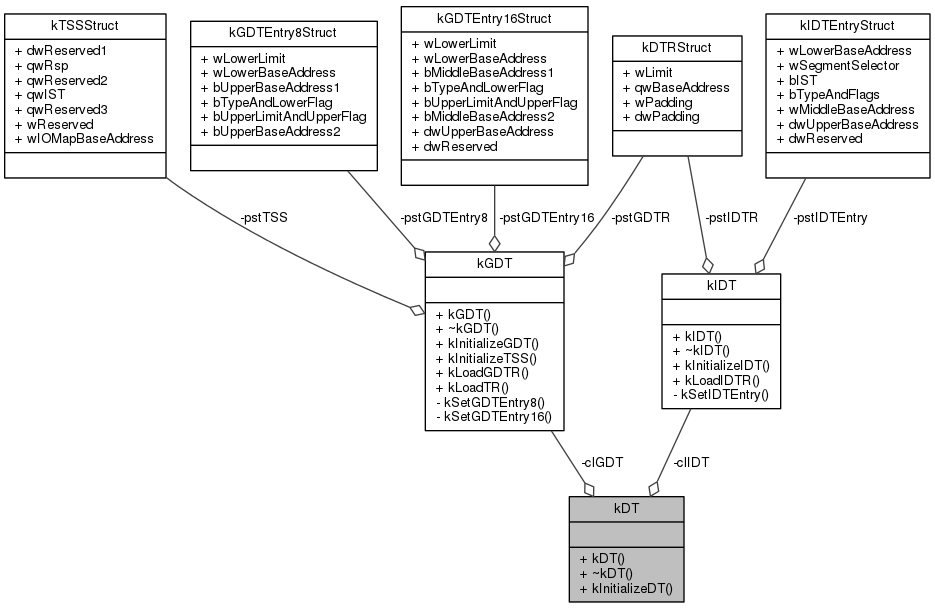 kTSSStruct
+ dwReserved1
+ qwRsp
+ qwReserved2
+ qwIST
+ qwReserved3
+ wReserved
+ wIOMapBaseAddress
kGDTEntry8Struct
+ wLowerLimit
+ wLowerBaseAddress
+ bUpperBaseAddress1
+ bTypeAndLowerFlag
+ bUpperLimitAndUpperFlag
+ bUpperBaseAddress2
kGDTEntry16Struct
+ wLowerLimit
+ wLowerBaseAddress
+ bMiddleBaseAddress1
+ bTypeAndLowerFlag
+ bUpperLimitAndUpperFlag
+ bMiddleBaseAddress2
+ dwUpperBaseAddress
+ dwReserved
kDTRStruct
+ wLimit
+ qwBaseAddress
+ wPadding
+ dwPadding
kIDTEntryStruct
+ wLowerBaseAddress
+ wSegmentSelector
+ bIST
+ bTypeAndFlags
+ wMiddleBaseAddress
+ dwUpperBaseAddress
+ dwReserved
-pstTSS
-pstGDTEntry8
-pstGDTEntry16
-pstGDTR
-pstIDTR
-pstIDTEntry
kGDT
+ kGDT()
+ ~kGDT()
+ kInitializeGDT()
+ kInitializeTSS()
+ kLoadGDTR()
+ kLoadTR()
- kSetGDTEntry8()
- kSetGDTEntry16()
kIDT
+ kIDT()
+ ~kIDT()
+ kInitializeIDT()
+ kLoadIDTR()
- kSetIDTEntry()
-clGDT
-clIDT
kDT
+ kDT()
+ ~kDT()
+ kInitializeDT()